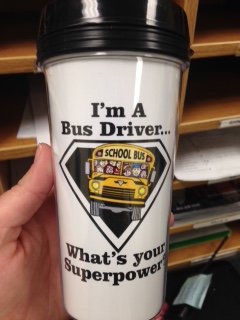 I'm A
Bus Driver...
SCHOOL BUS
What's your
Superpower?